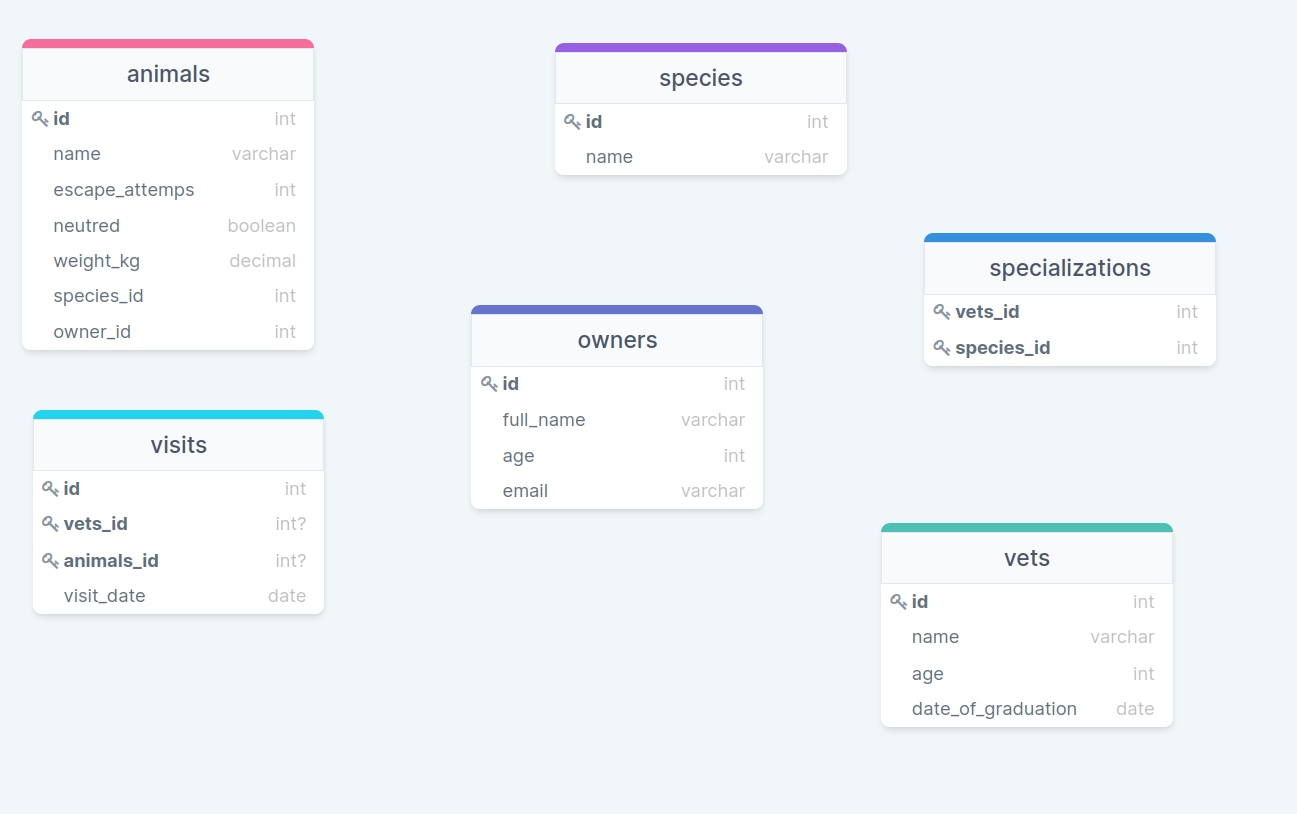 animals
id int
name varchar
escape_attemps int
neutred boolean
weight_kg decimal
species_id int
owner_id int
species
id int
name varchar
specializations
vets_id int
species_id int
owners
id int
full_name varchar
age int
email varchar
visits
id int
vets_id int?
animals_id int?
visit_date date
vets
id int
name varchar
age int
date_of_graduation date